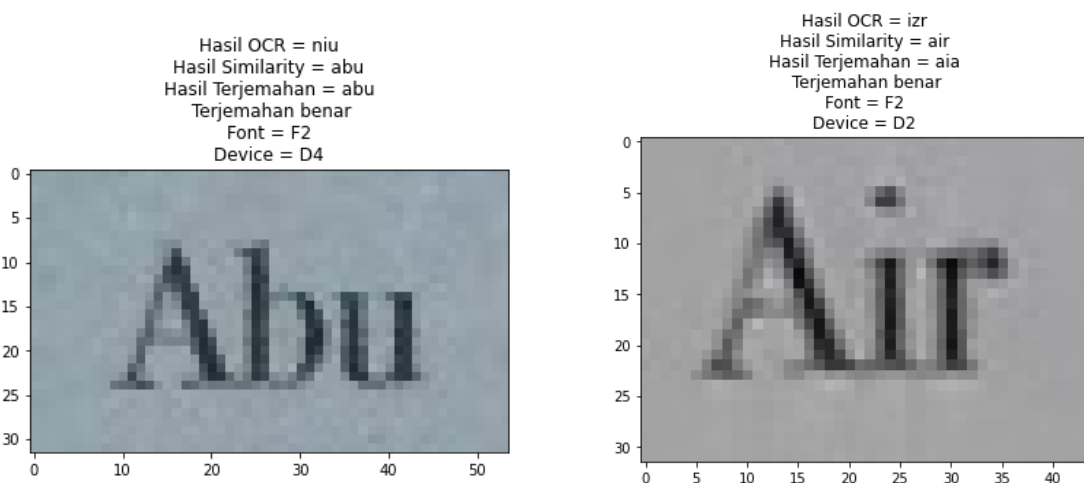 Hasil OCR = niu
Hasil Similarity = abu
Hasil Terjemahan = abu
Terjemahan benar
Font = F2
Device = D4
0
5
10
15
20
25
30
Abu
0 10 20 30 40 50
Hasil OCR = izr
Hasil Similarity = air
Hasil Terjemahan = aia
Terjemahan benar
Font = F2
Device = D2
0
5
10
15
20
25
30
Air
0 5 10 15 20 25 30 35 40